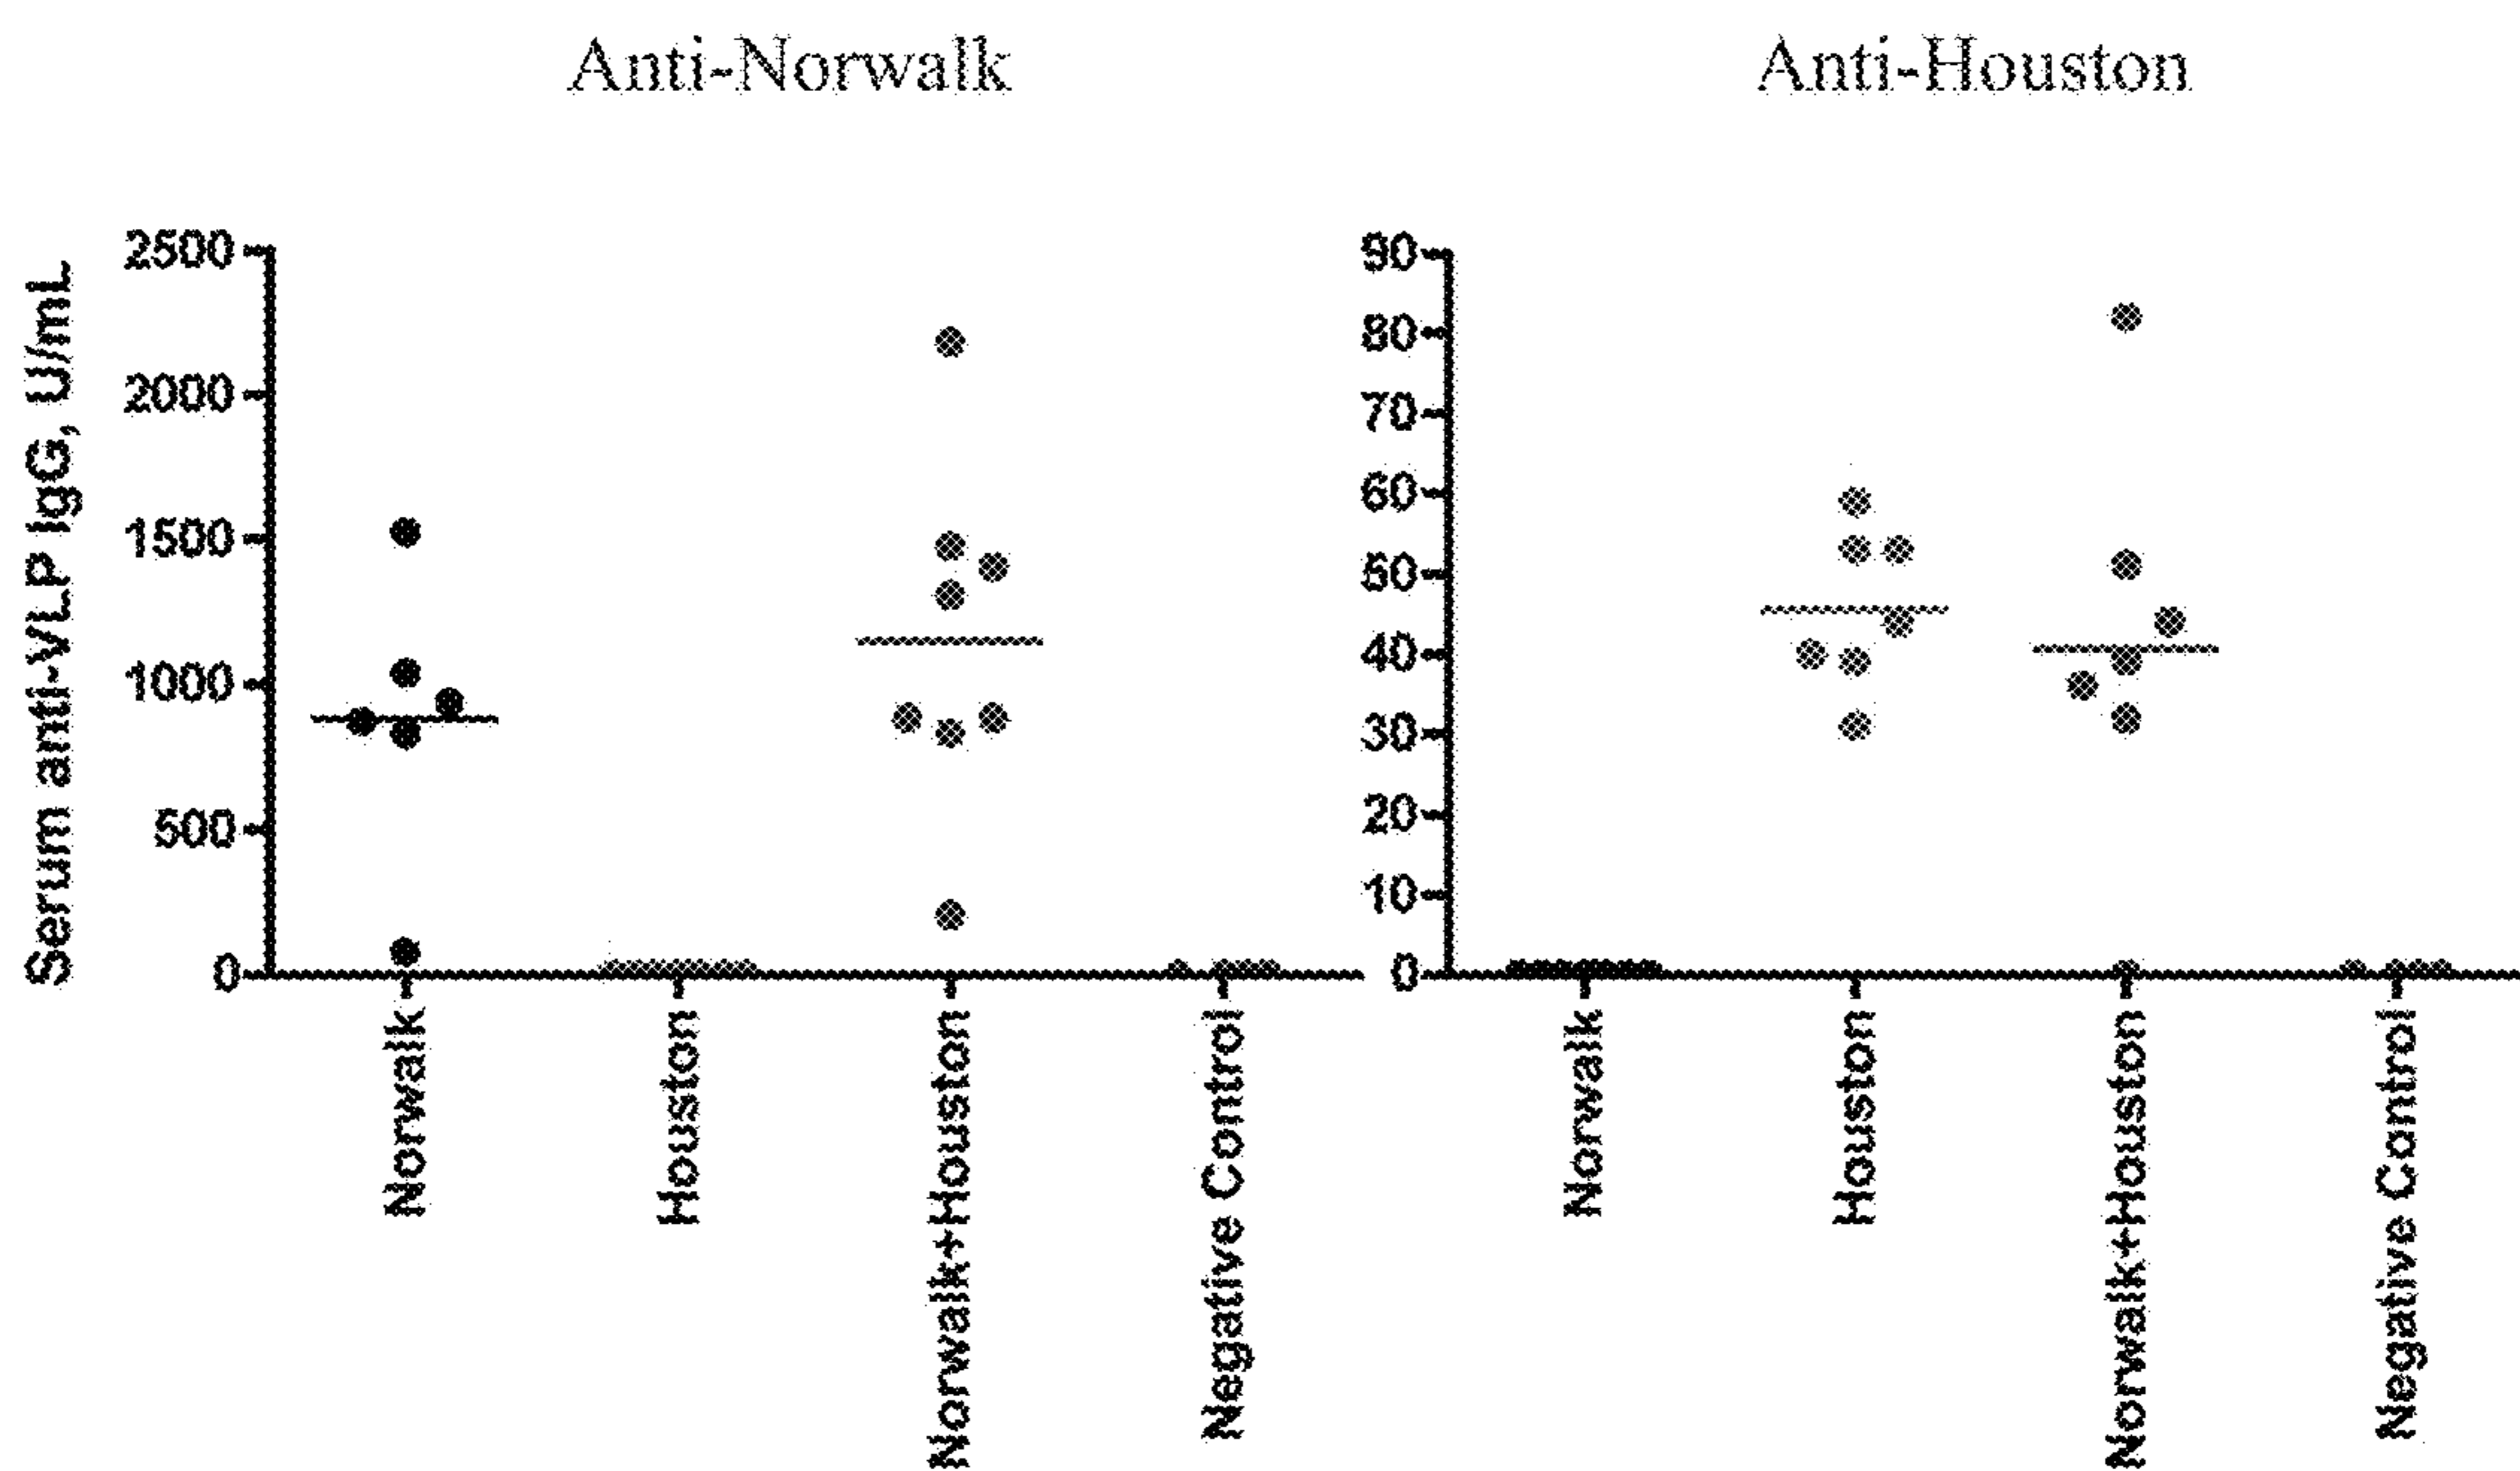 Anti-Norwalk
Anti-Houston
Serum anti-VLP IgG, U/mL
2500
2000
1500
1000
500
0
Norwalk
Houston
Norwalk+Houston
Negative Control
90
80
70
60
50
40
30
20
10
0
Norwalk
Houston
Norwalk+Houston
Negative Control